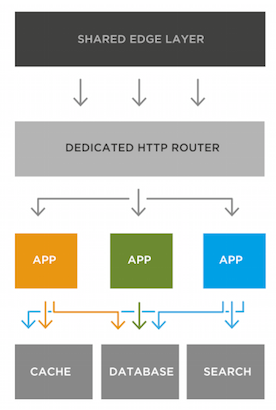 SHARED EDGE LAYER
DEDICATED HTTP ROUTER
APP APP APP
CACHE DATABASE SEARCH